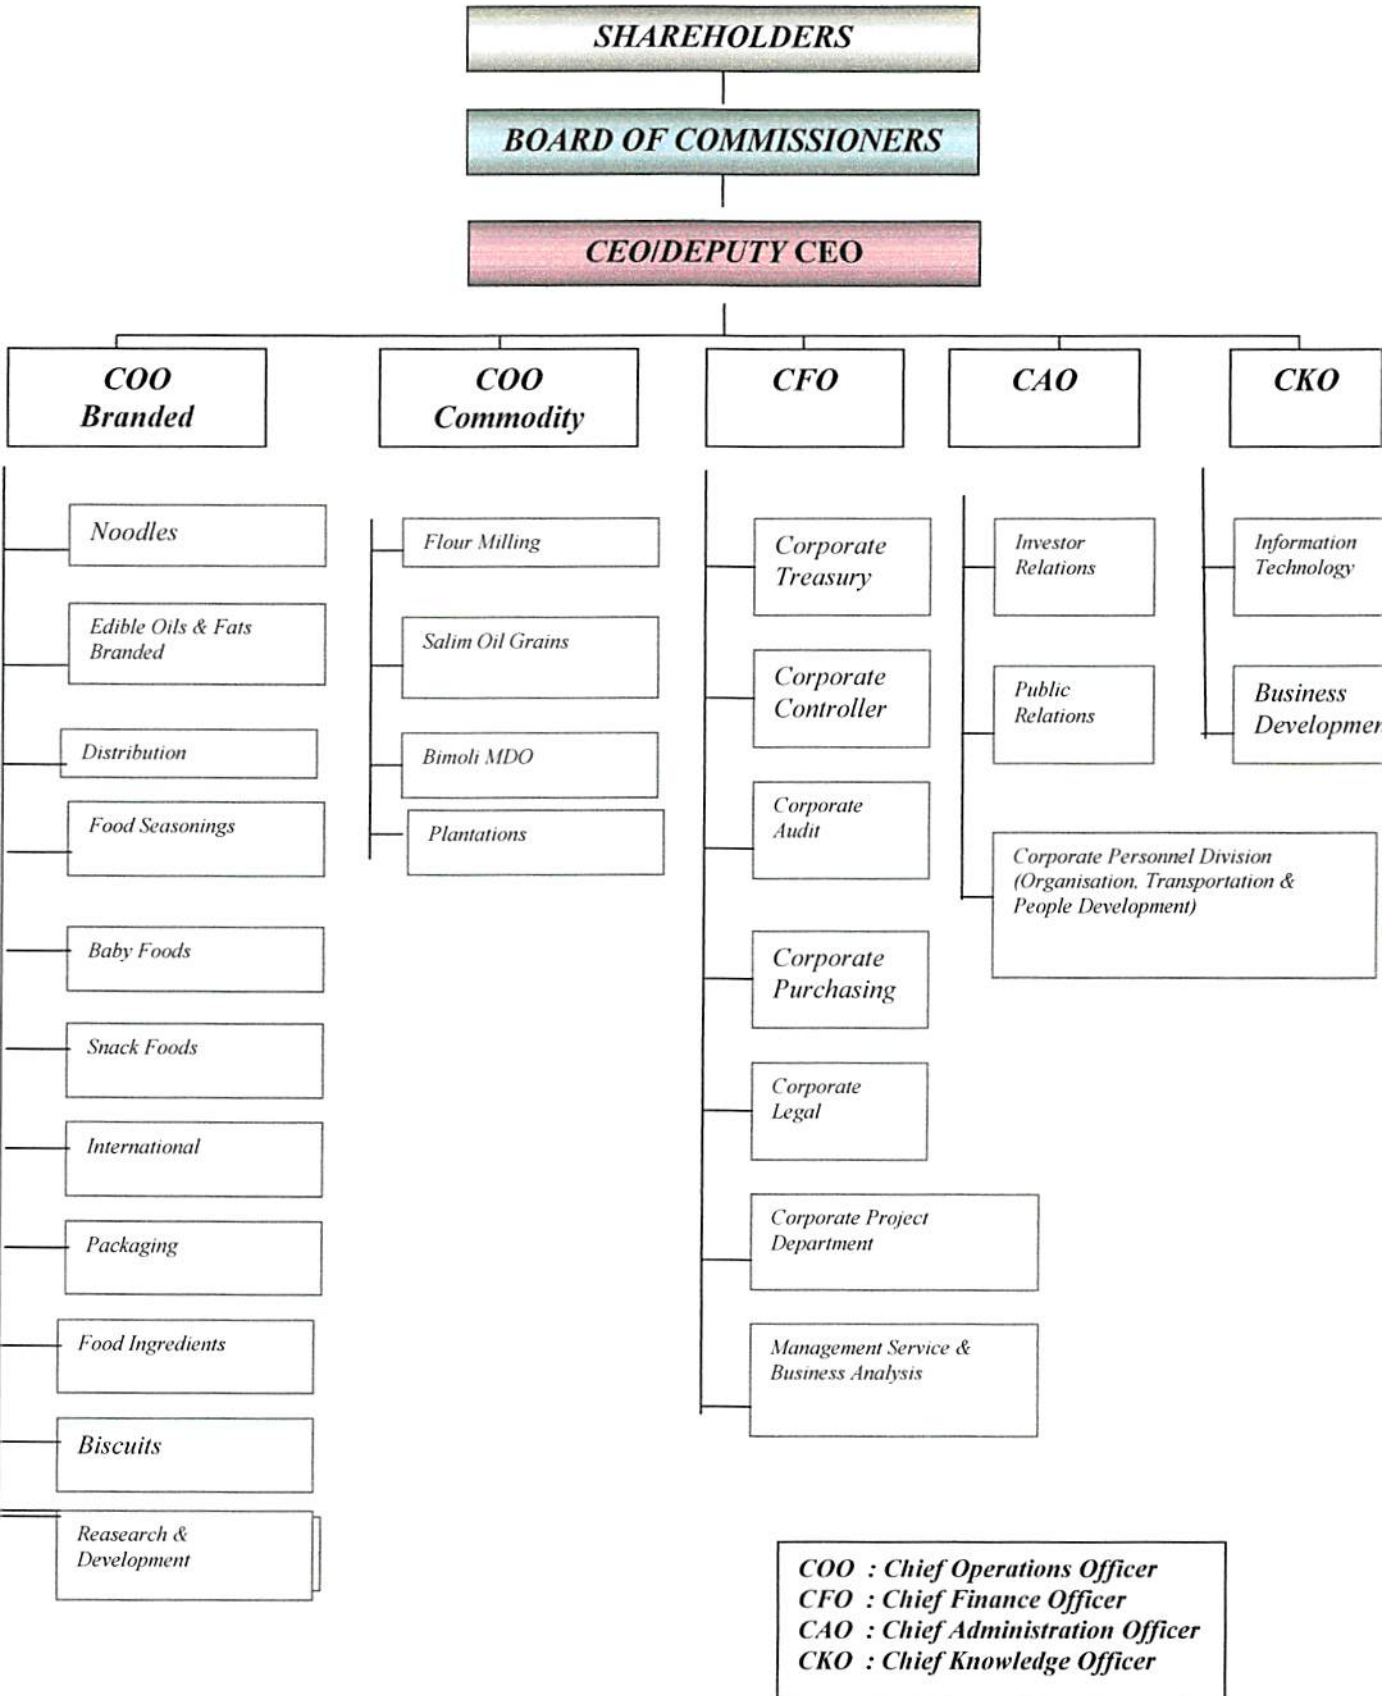 SHAREHOLDERS
BOARD OF COMMISSIONERS
CEO/DEPUTY CEO
COO
Branded
COO
Commodity
CFO
CAO
CKO
Noodles
Edible Oils & Fats
Branded
Distribution
Food Seasonings
Baby Foods
Snack Foods
International
Packaging
Food Ingredients
Biscuits
Reasearch &
Development
Flour Milling
Salim Oil Grains
Bimoli MDO
Plantations
Corporate
Treasury
Corporate
Controller
Corporate
Audit
Corporate
Purchasing
Corporate
Legal
Corporate Project
Department
Management Service &
Business Analysis
Investor
Relations
Public
Relations
Corporate Personnel Division
(Organisation, Transportation &
People Development)
Information
Technology
Business
Developmen
COO : Chief Operations Officer
CFO : Chief Finance Officer
CAO : Chief Administration Officer
CKO : Chief Knowledge Officer